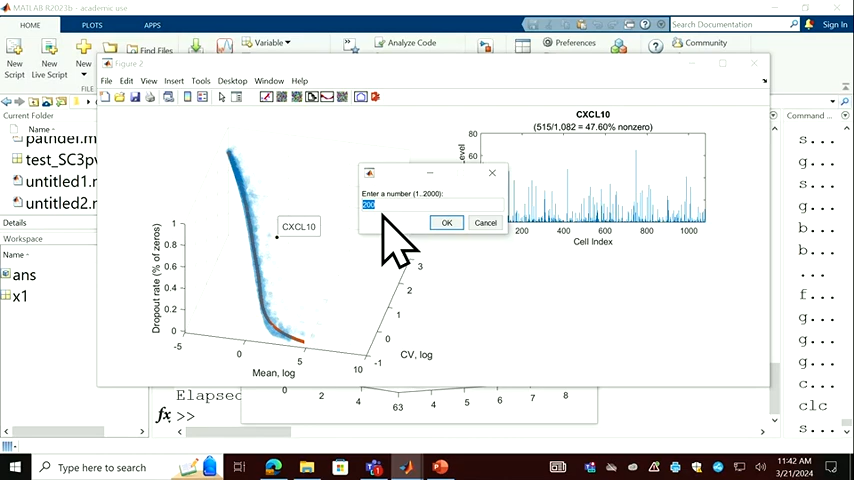 MATLAB R2023b - academic use
HOME
PLOTS
APPS
Search Documentation
Sign In
New
Script
New
Live Script
New
Find Files
Variable
Analyze Code
Preferences
Community
FILE
Current Folder
Name
pathdef.m
test_SC3pv
untitled1.r
untitled2.r
Details
Workspace
Name
ans
x1
Figure 2
File Edit View Insert Tools Desktop Window Help
CXCL10
(515/1,082 = 47.60% nonzero)
80
60
200 400 600 800 1000
Cell Index
Enter a number (1..2000):
200
OK
Cancel
CXCL10
Dropout rate (% of zeros)
1
0.8
0.6
0.4
0.2
0
-5
0
5
10
Mean, log
3
2
1
0
-1
CV, log
Elapsed
0 2 4 63 4 5 6 7 8
fx >>
Command ...
s...
g...
s...
g...
b...
b...
...
f...
g...
g...
g...
c...
clc
s...
Type here to search
11:42 AM
3/21/2024